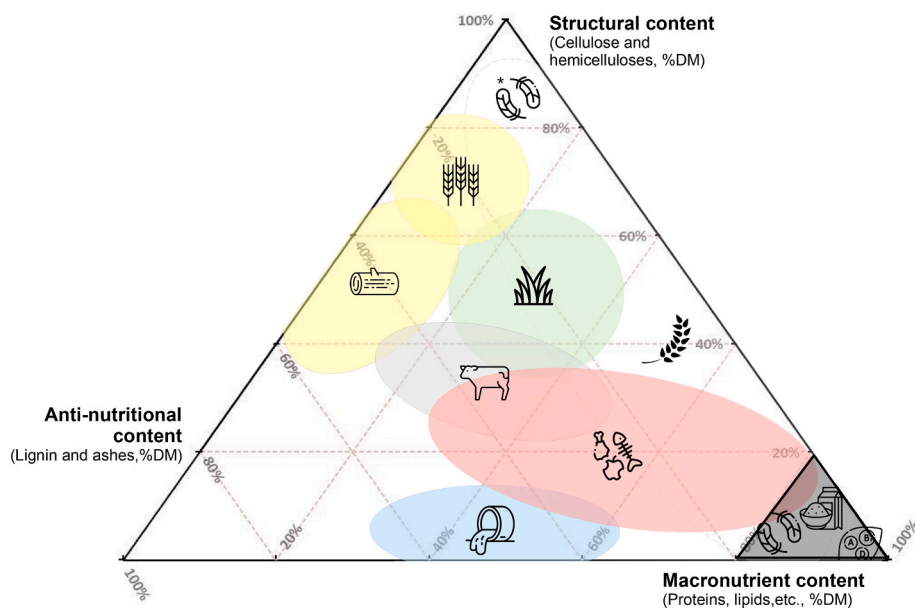 100%
Structural content
(Cellulose and
hemicelluloses, %DM)
*
80%
20%
60%
40%
40%
60%
Anti-nutritional
content
(Lignin and ashes,%DM)
80%
20%
20%
40%
60%
80%
100%
100%
A
B
D
Macronutrient content
(Proteins, lipids,etc., %DM)